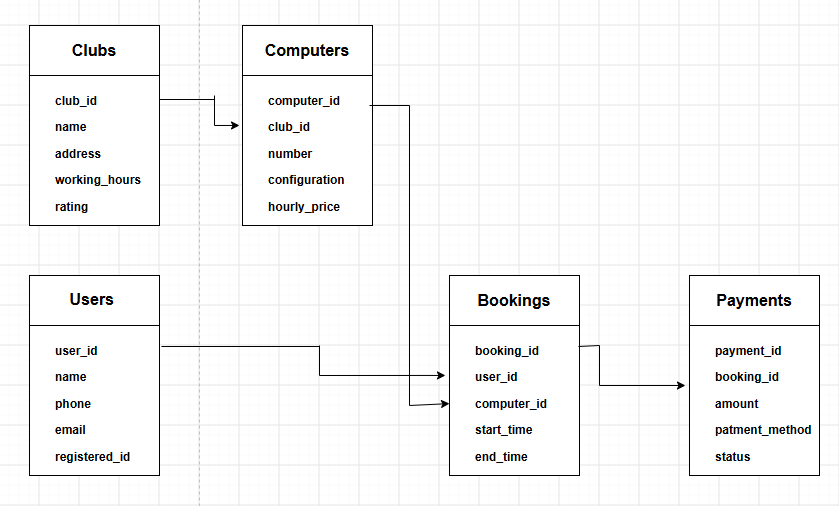 Clubs
club_id
name
address
working_hours
rating
Computers
computer_id
club_id
number
configuration
hourly_price
Users
user_id
name
phone
email
registered_id
Bookings
booking_id
user_id
computer_id
start_time
end_time
Payments
payment_id
booking_id
amount
patment_method
status